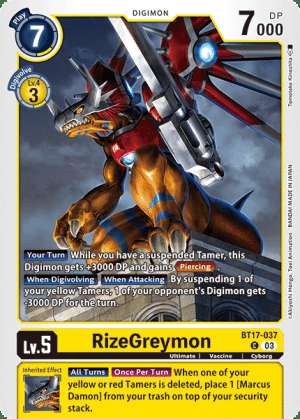 DIGIMON
Play
7
DP
7000
Digivolve
Lv.4
3
Your Turn While you have a suspended Tamer, this
Digimon gets +3000 DP and gains Piercing
When Digivolving When Attacking By suspending 1 of
your yellow Tamers, 1 of your opponent's Digimon gets
-3000 DP for the turn.
BT17-037
Lv.5
RizeGreymon
C 03
Ultimate Vaccine Cyborg
Inherited Effect
All Turns Once Per Turn When one of your
yellow or red Tamers is deleted, place 1 [Marcus
Damon] from your trash on top of your security
stack.